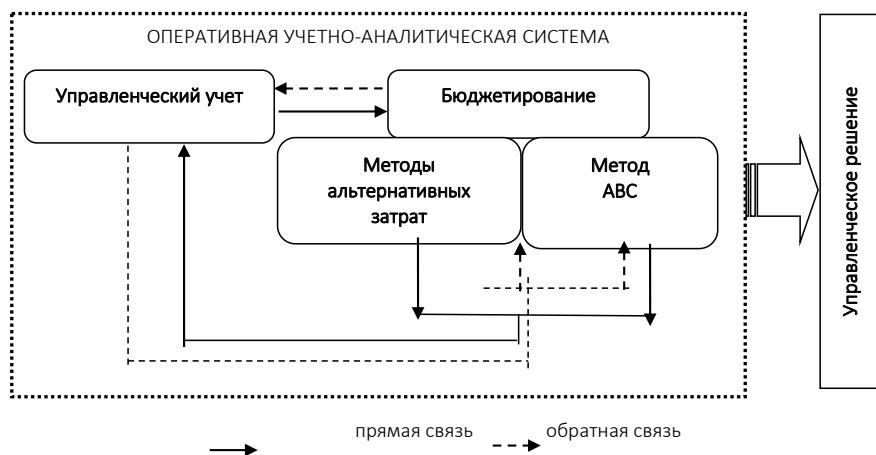 ОПЕРАТИВНАЯ УЧЕТНО-АНАЛИТИЧЕСКАЯ СИСТЕМА
Управленческий учет
Бюджетирование
Методы
альтернативных
затрат
Метод
АВС
Управленческое решение
прямая связь
обратная связь